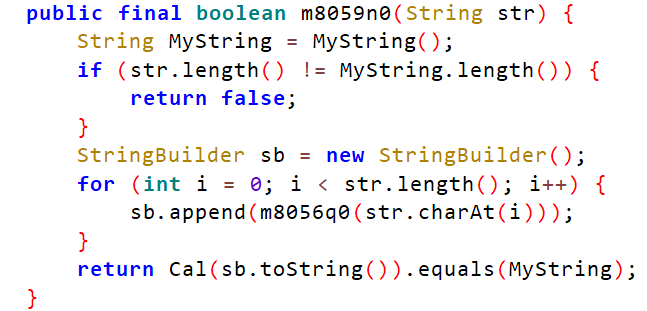 public final boolean m8059n0(String str) {
    String MyString = MyString();
    if (str.length() != MyString.length()) {
        return false;
    }
    StringBuilder sb = new StringBuilder();
    for (int i = 0; i < str.length(); i++) {
        sb.append(m8056q0(str.charAt(i)));
    }
    return Cal(sb.toString()).equals(MyString);
}